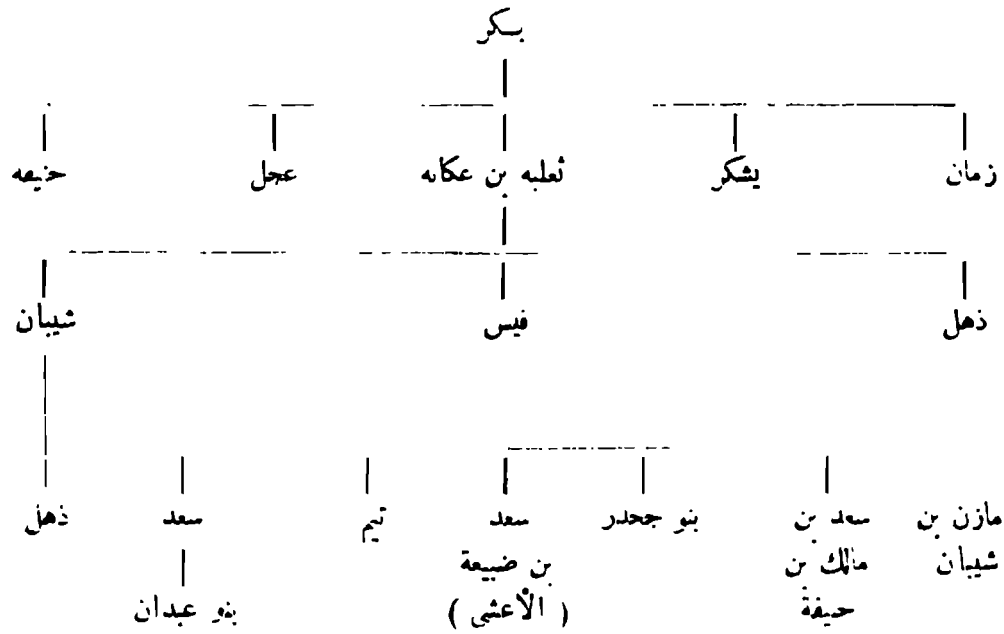 بكر
زمان يشكر ثعلبه بن عكابه عجل حنيفه
ذهل قيس شيبان
مازن بن سعد بن بنو جحدر سعد تيم سعد ذهل
شيبان مالك بن بن ضبيعة بنو عبدان
حيفة ( الأعشى )